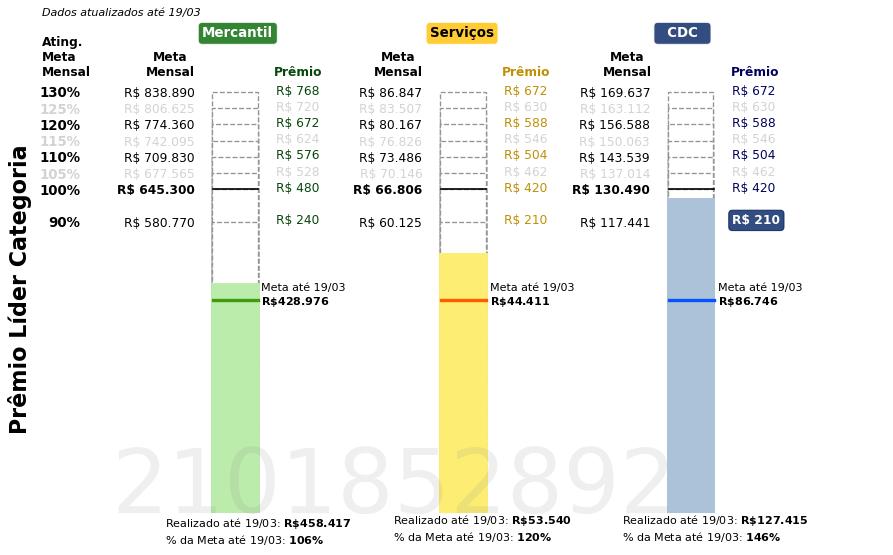 Dados atualizados até 19/03
Mercantil Serviços CDC
Ating. Meta Mensal Meta Mensal Prêmio Meta Mensal Prêmio Meta Mensal Prêmio
130% R$ 838.890 R$ 768 R$ 86.847 R$ 672 R$ 169.637 R$ 672
125% R$ 806.625 R$ 720 R$ 83.507 R$ 630 R$ 163.112 R$ 630
120% R$ 774.360 R$ 672 R$ 80.167 R$ 588 R$ 156.588 R$ 588
115% R$ 742.095 R$ 624 R$ 76.826 R$ 546 R$ 150.063 R$ 546
110% R$ 709.830 R$ 576 R$ 73.486 R$ 504 R$ 143.539 R$ 504
105% R$ 677.565 R$ 528 R$ 70.146 R$ 462 R$ 137.014 R$ 462
100% R$ 645.300 R$ 480 R$ 66.806 R$ 420 R$ 130.490 R$ 420
90% R$ 580.770 R$ 240 R$ 60.125 R$ 210 R$ 117.441 R$ 210
Prêmio Líder Categoria
Meta até 19/03 Meta até 19/03 Meta até 19/03
R$428.976 R$44.411 R$86.746
2101852892
Realizado até 19/03: R$458.417 Realizado até 19/03: R$53.540 Realizado até 19/03: R$127.415
% da Meta até 19/03: 106% % da Meta até 19/03: 120% % da Meta até 19/03: 146%